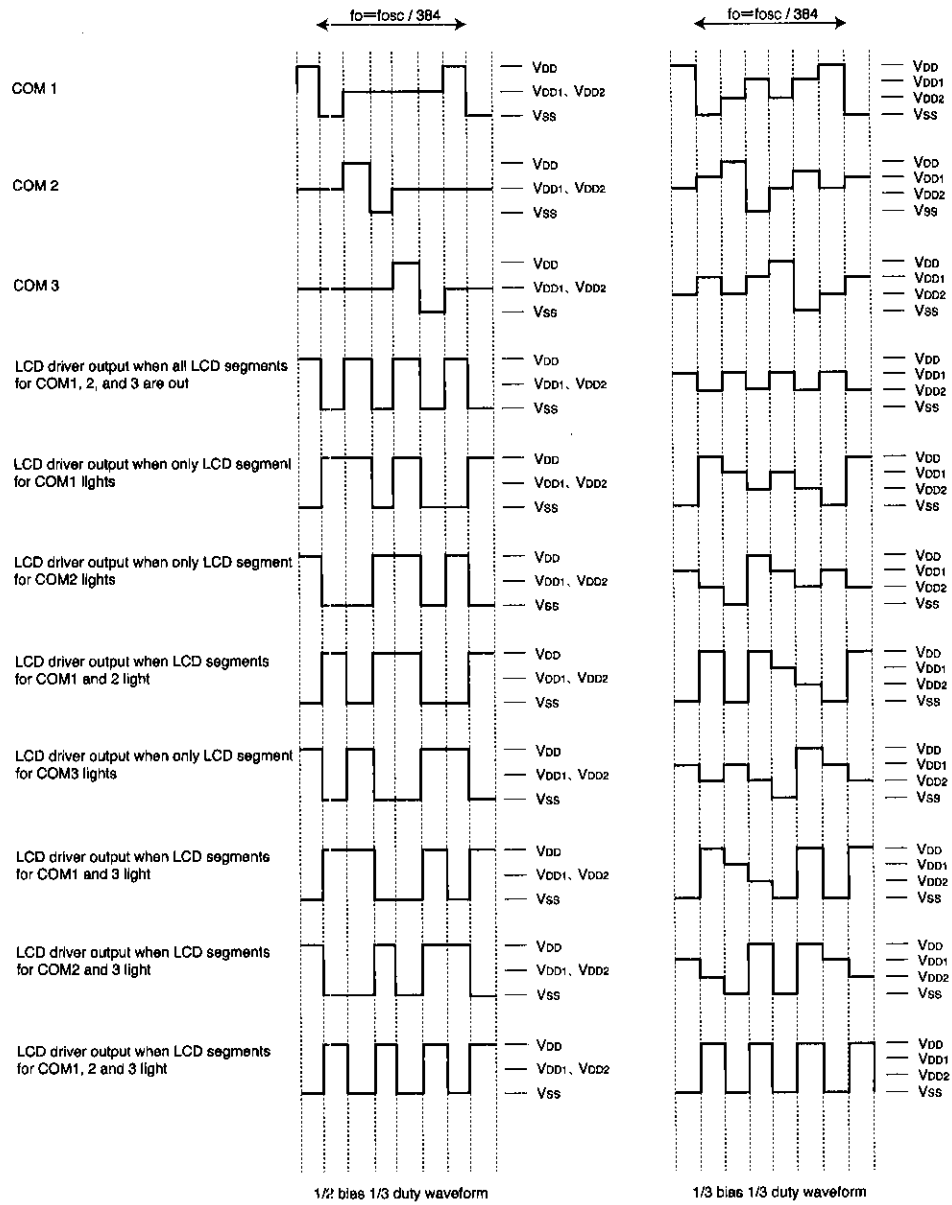 fo=fosc / 384
fo=fosc / 384
COM 1
VDD
VDD1、VDD2
VSS
VDD
VDD1
VDD2
VSS
COM 2
VDD
VDD1、VDD2
VSS
VDD
VDD1
VDD2
VSS
COM 3
VDD
VDD1、VDD2
VSS
VDD
VDD1
VDD2
VSS
LCD driver output when all LCD segments
for COM1, 2, and 3 are out
VDD
VDD1、VDD2
VSS
VDD
VDD1
VDD2
VSS
LCD driver output when only LCD segment
for COM1 lights
VDD
VDD1、VDD2
VSS
VDD
VDD1
VDD2
VSS
LCD driver output when only LCD segment
for COM2 lights
VDD
VDD1、VDD2
VSS
VDD
VDD1
VDD2
VSS
LCD driver output when LCD segments
for COM1 and 2 light
VDD
VDD1、VDD2
VSS
VDD
VDD1
VDD2
VSS
LCD driver output when only LCD segment
for COM3 lights
VDD
VDD1、VDD2
VSS
VDD
VDD1
VDD2
VSS
LCD driver output when LCD segments
for COM1 and 3 light
VDD
VDD1、VDD2
VSS
VDD
VDD1
VDD2
VSS
LCD driver output when LCD segments
for COM2 and 3 light
VDD
VDD1、VDD2
VSS
VDD
VDD1
VDD2
VSS
LCD driver output when LCD segments
for COM1, 2 and 3 light
VDD
VDD1、VDD2
VSS
VDD
VDD1
VDD2
VSS
1/2 bias 1/3 duty waveform
1/3 bias 1/3 duty waveform